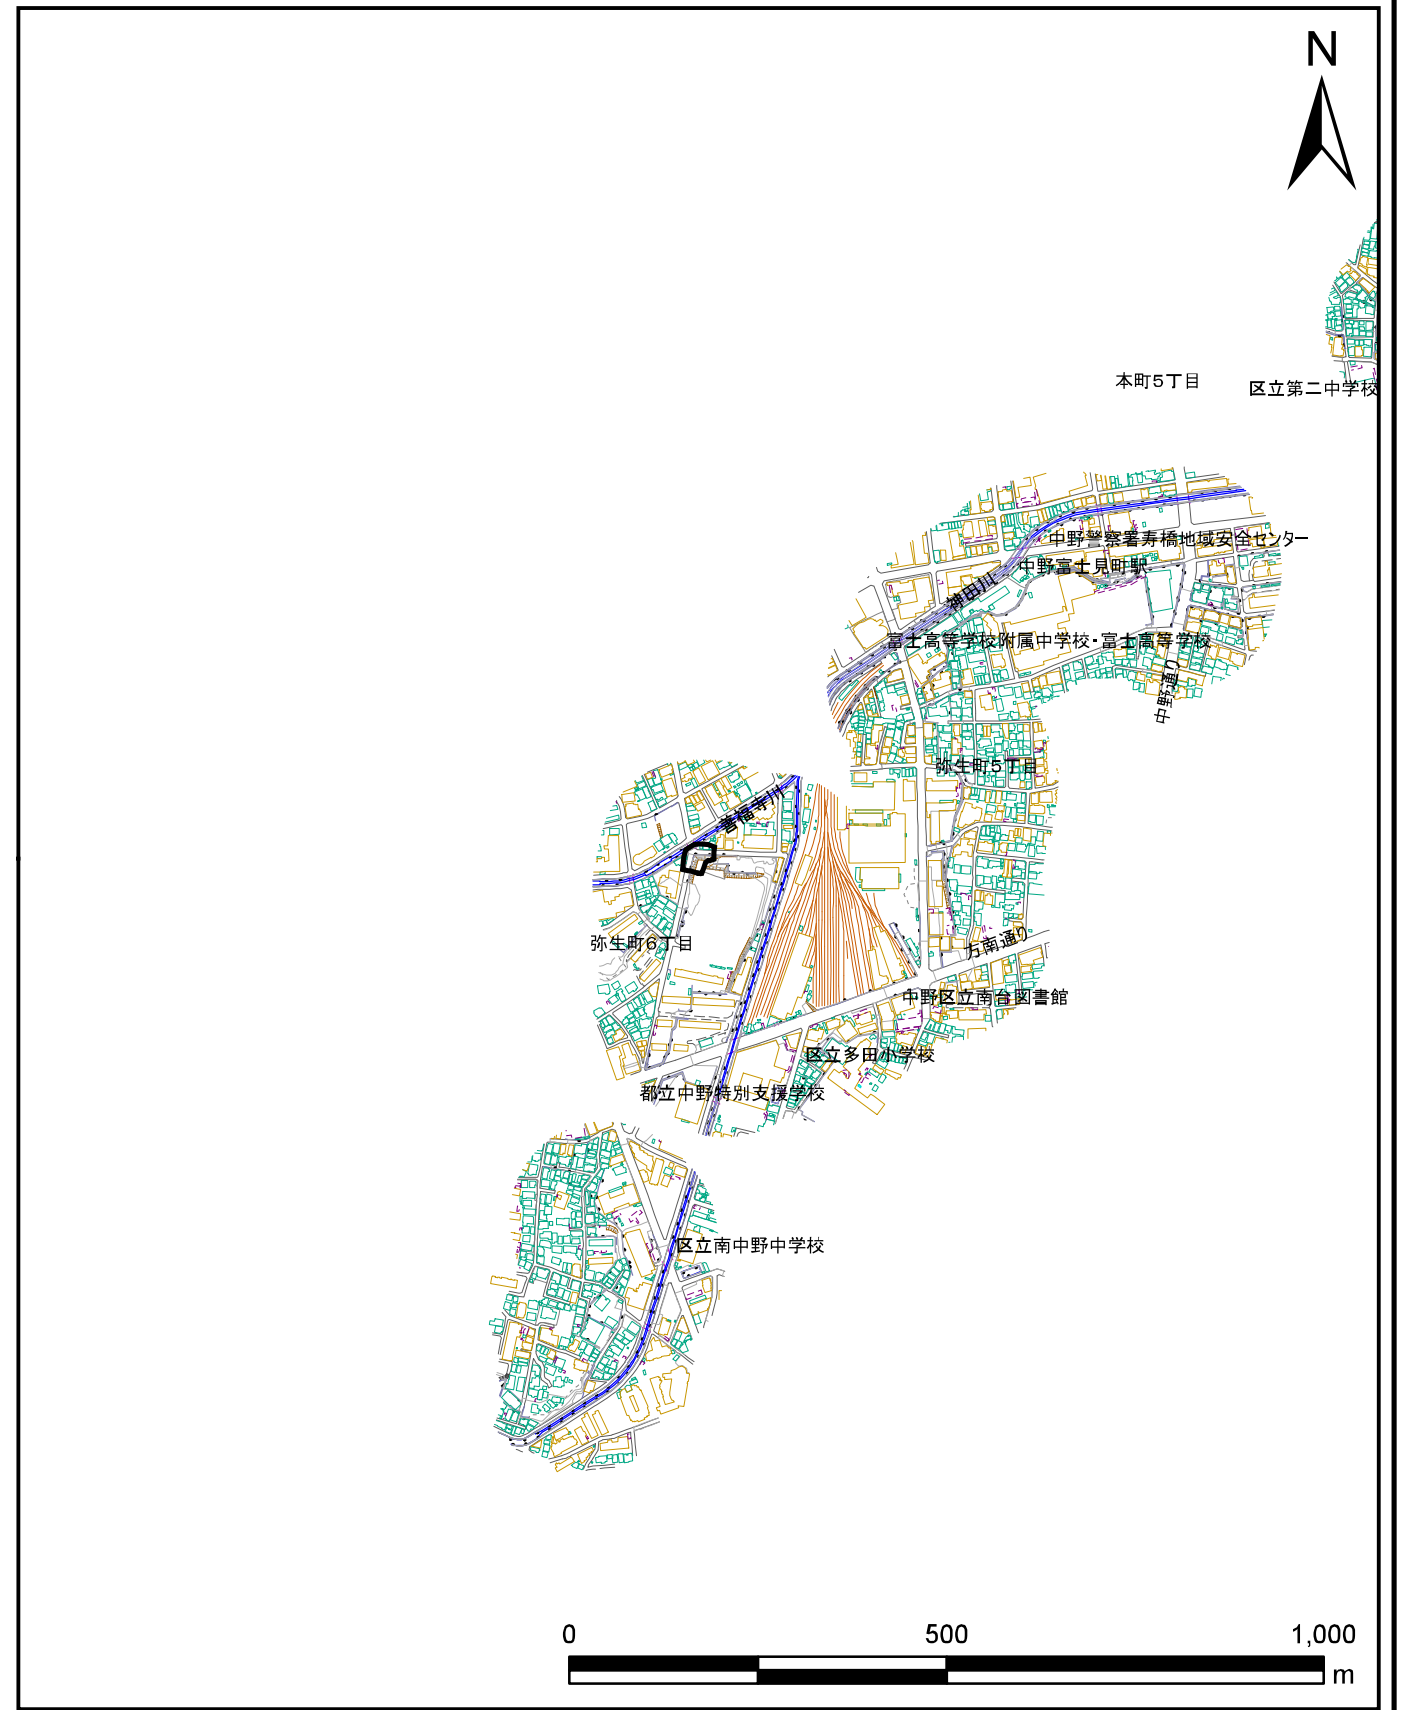 N
本町5丁目
区立第二中学校
中野警察署寿橋地域安全センター
中野富士見町駅
神田川
富士高等学校附属中学校・富士高等学校
中野通り
弥生町5丁目
善福寺川
方南通り
弥生町6丁目
中野区立南台図書館
区立多田小学校
都立中野特別支援学校
区立南中野中学校
0 500 1,000
m